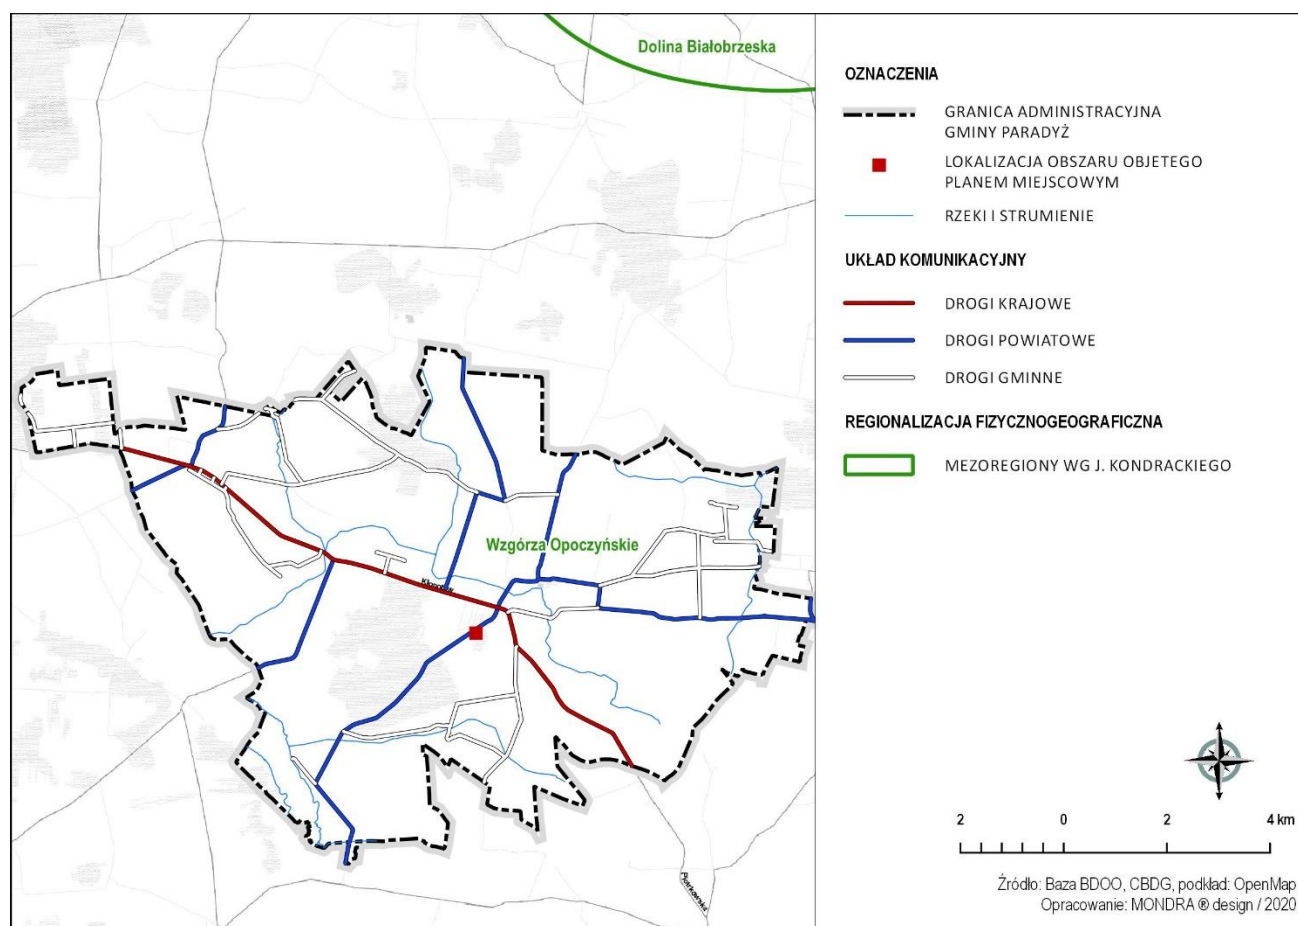 Dolina Białobrzeska
Wzgórza Opoczyńskie
Piotrkowska
OZNACZENIA
GRANICA ADMINISTRACYJNA
GMINY PARADYŻ
LOKALIZACJA OBSZARU OBJETEGO
PLANEM MIEJSCOWYM
RZEKI I STRUMIENIE
UKŁAD KOMUNIKACYJNY
DROGI KRAJOWE
DROGI POWIATOWE
DROGI GMINNE
REGIONALIZACJA FIZYCZNOGEOGRAFICZNA
MEZOREGIONY WG J. KONDRACKIEGO
2 0 2 4 km
Źródło: Baza BDOO, CBDG, podkład: OpenMap
Opracowanie: MONDRA ® design / 2020